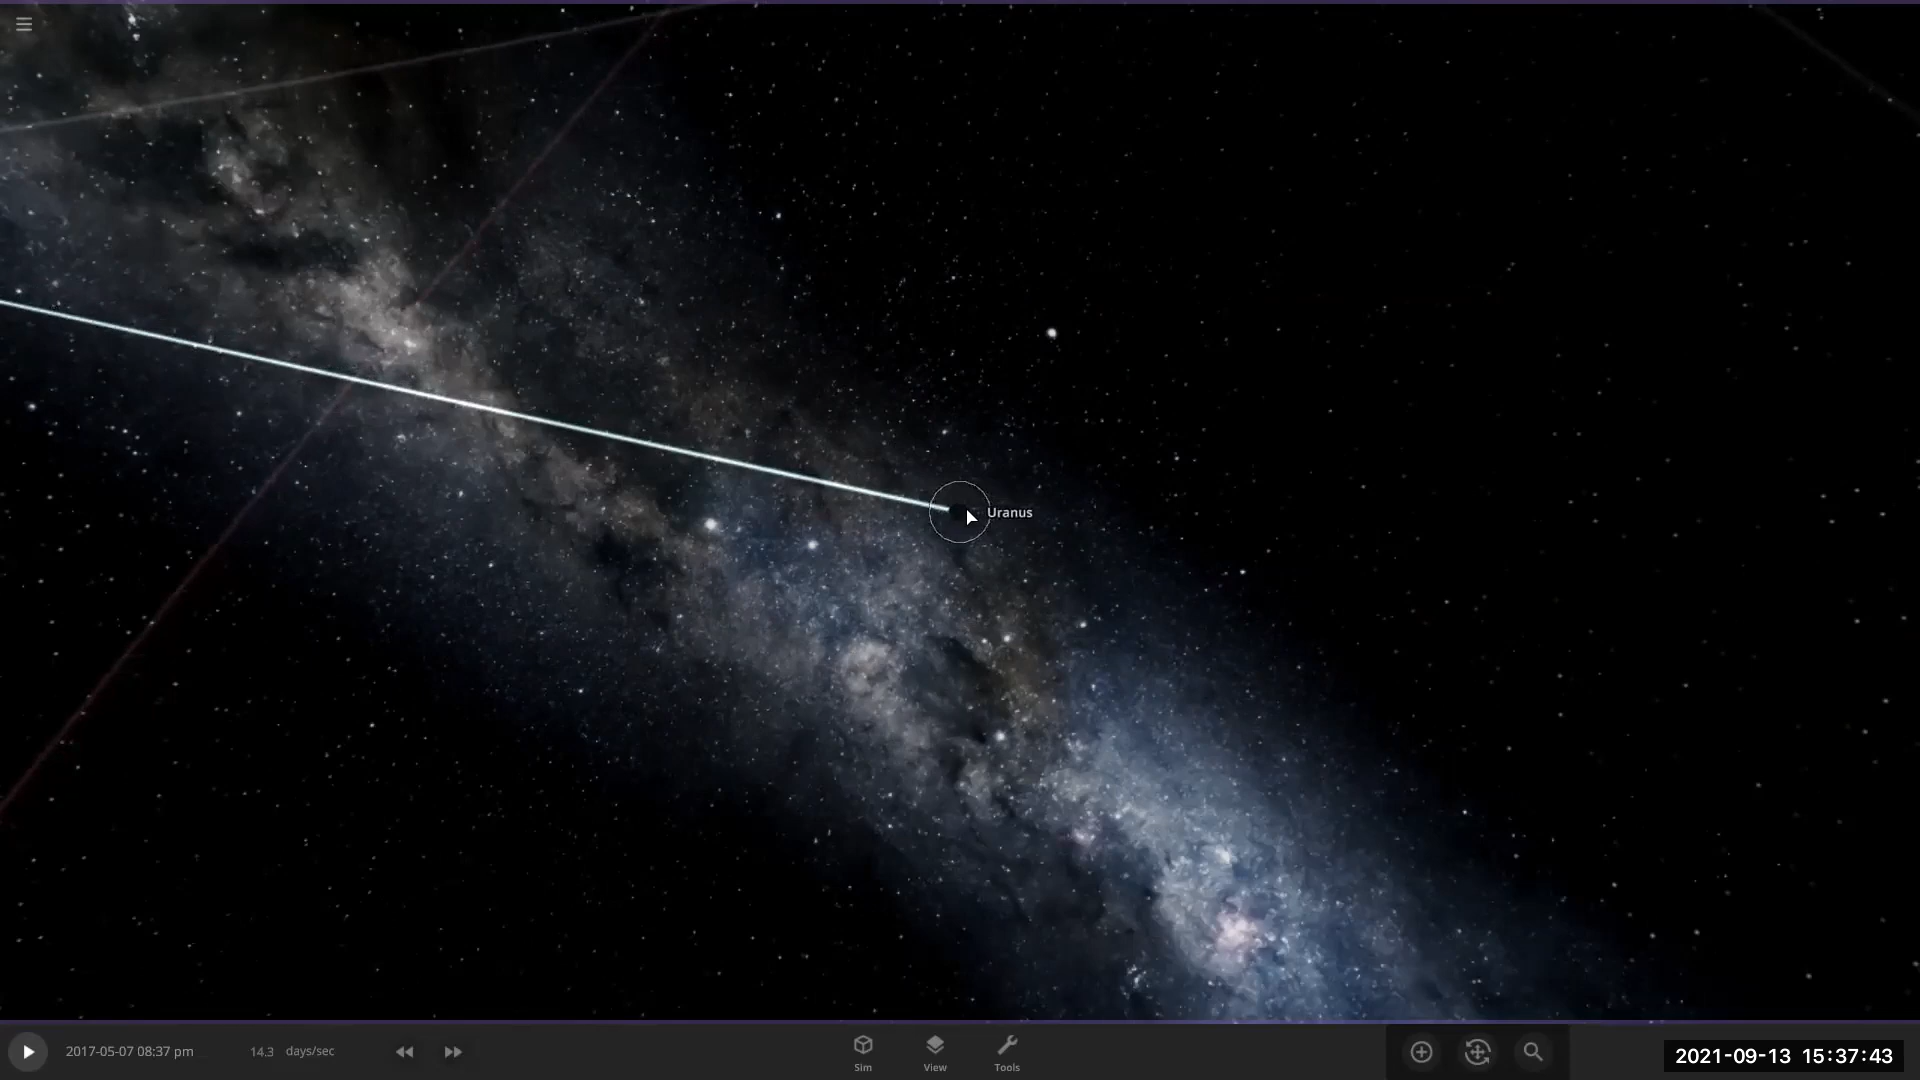 Uranus
2017-05-07 08:37 pm
14.3 days/sec
Sim
View
Tools
2021-09-13 15:37:43